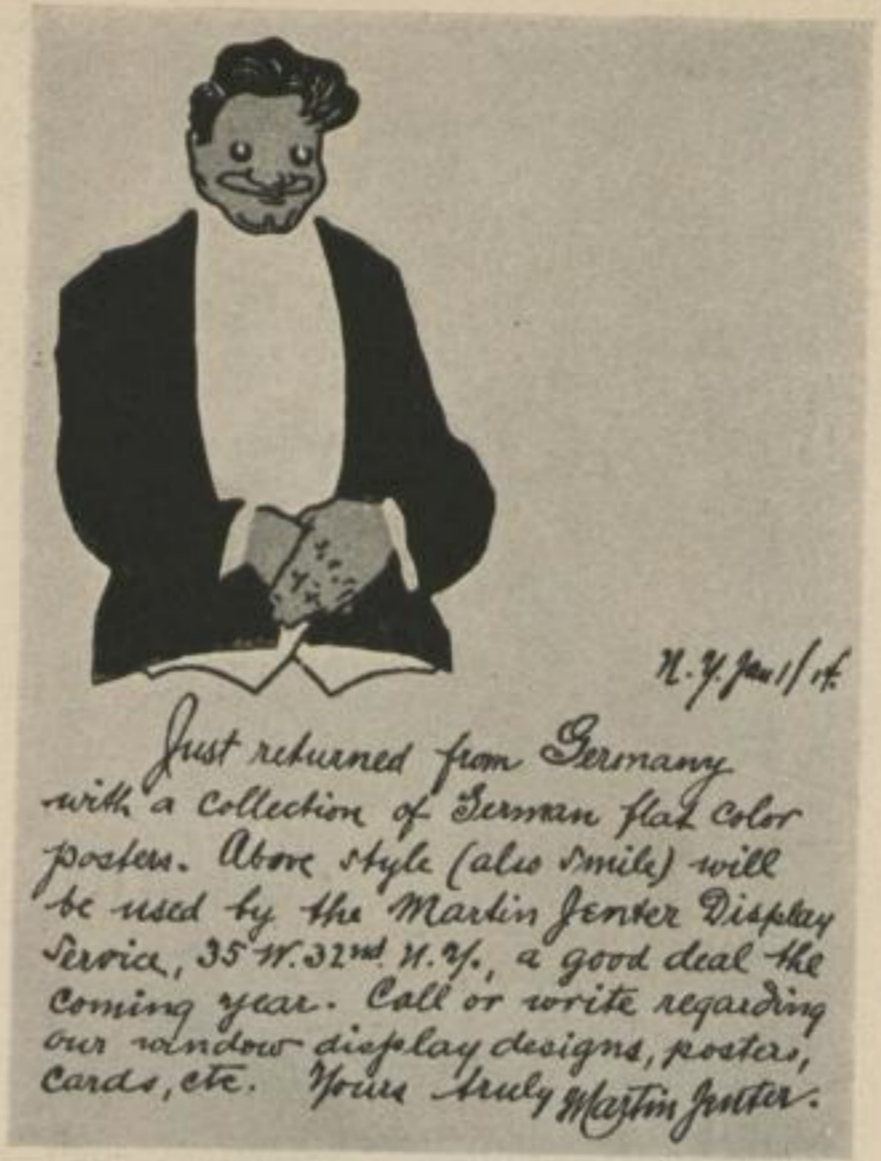 N. Y. Jan 1/14.
Just returned from Germany
with a collection of German flat color
posters. Above style (also smile) will
be used by the Martin Jenter Display
Service, 35 W. 32nd N.Y., a good deal the
coming year. Call or write regarding
our window display designs, posters,
cards, etc. Yours truly Martin Jenter.